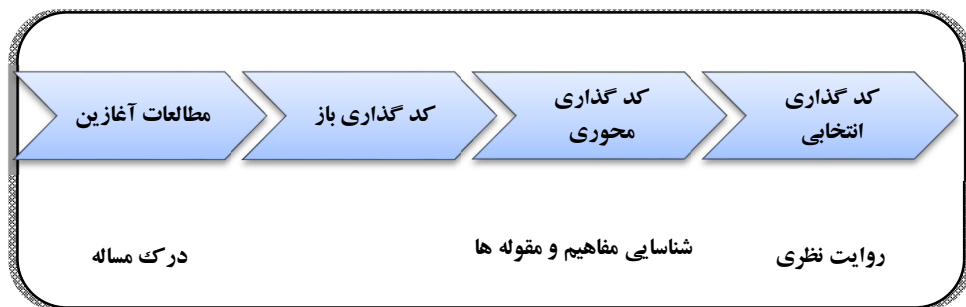 مطالعات آغازین
کد گذاری باز
کد گذاری
محوری
کد گذاری
انتخابی
درک مساله
شناسایی مفاهیم و مقوله ها
روایت نظری